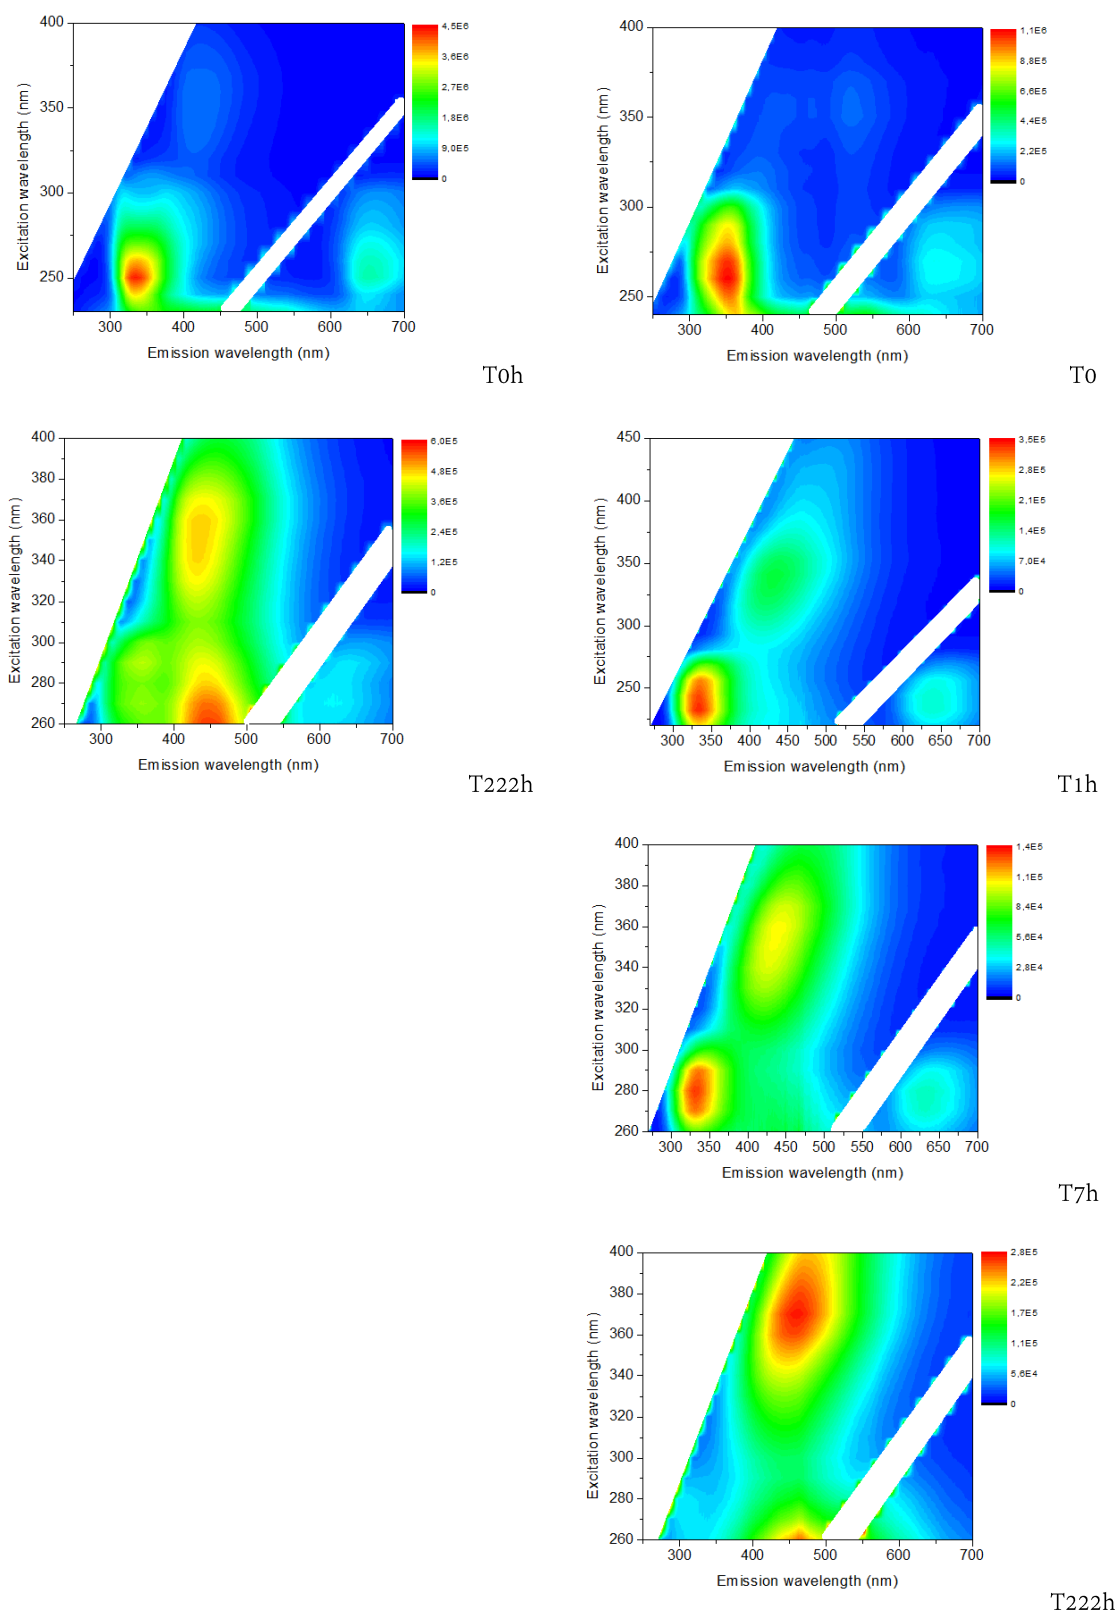 400
350
300
250
Excitation wavelength (nm)
300 400 500 600 700
Emission wavelength (nm)
4,5E6
3,6E6
2,7E6
1,8E6
9,0E5
0
T0h
400
350
300
250
Excitation wavelength (nm)
300 400 500 600 700
Emission wavelength (nm)
1,1E6
8,8E5
6,6E5
4,4E5
2,2E5
0
T0
400
380
360
340
320
300
280
260
Excitation wavelength (nm)
300 400 500 600 700
Emission wavelength (nm)
6,0E5
4,8E5
3,6E5
2,4E5
1,2E5
0
T222h
450
400
350
300
250
Excitation wavelength (nm)
300 350 400 450 500 550 600 650 700
Emission wavelength (nm)
3,5E5
2,8E5
2,1E5
1,4E5
7,0E4
0
T1h
400
380
360
340
320
300
280
260
Excitation wavelength (nm)
300 350 400 450 500 550 600 650 700
Emission wavelength (nm)
1,4E5
1,1E5
8,4E4
5,6E4
2,8E4
0
T7h
400
380
360
340
320
300
280
260
Excitation wavelength (nm)
300 400 500 600 700
Emission wavelength (nm)
2,8E5
2,2E5
1,7E5
1,1E5
5,6E4
0
T222h